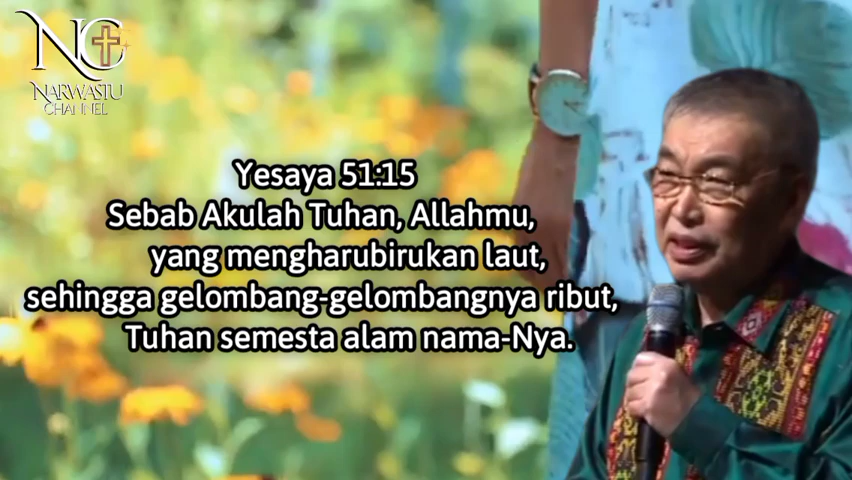 NC
NARWASTU
CHANNEL
Yesaya 51:15
Sebab Akulah Tuhan, Allahmu,
yang mengharubirukan laut,
sehingga gelombang-gelombangnya ribut,
Tuhan semesta alam nama-Nya.